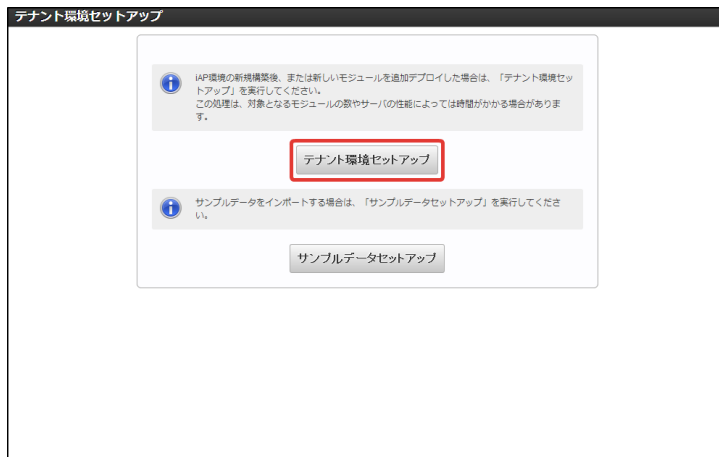 テナント環境セットアップ
iAP環境の新規構築後、または新しいモジュールを追加デプロイした場合は、「テナント環境セッ
トアップ」を実行してください。
この処理は、対象となるモジュールの数やサーバの性能によっては時間がかかる場合がありま
す。
テナント環境セットアップ
サンプルデータをインポートする場合は、「サンプルデータセットアップ」を実行してくださ
い。
サンプルデータセットアップ